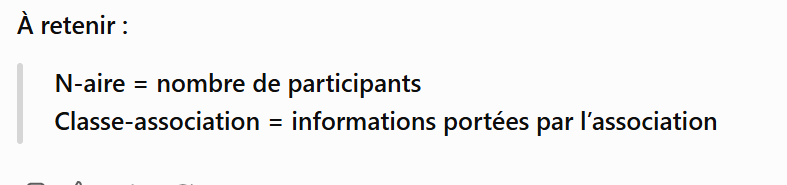 À retenir :
N-aire = nombre de participants
Classe-association = informations portées par l’association